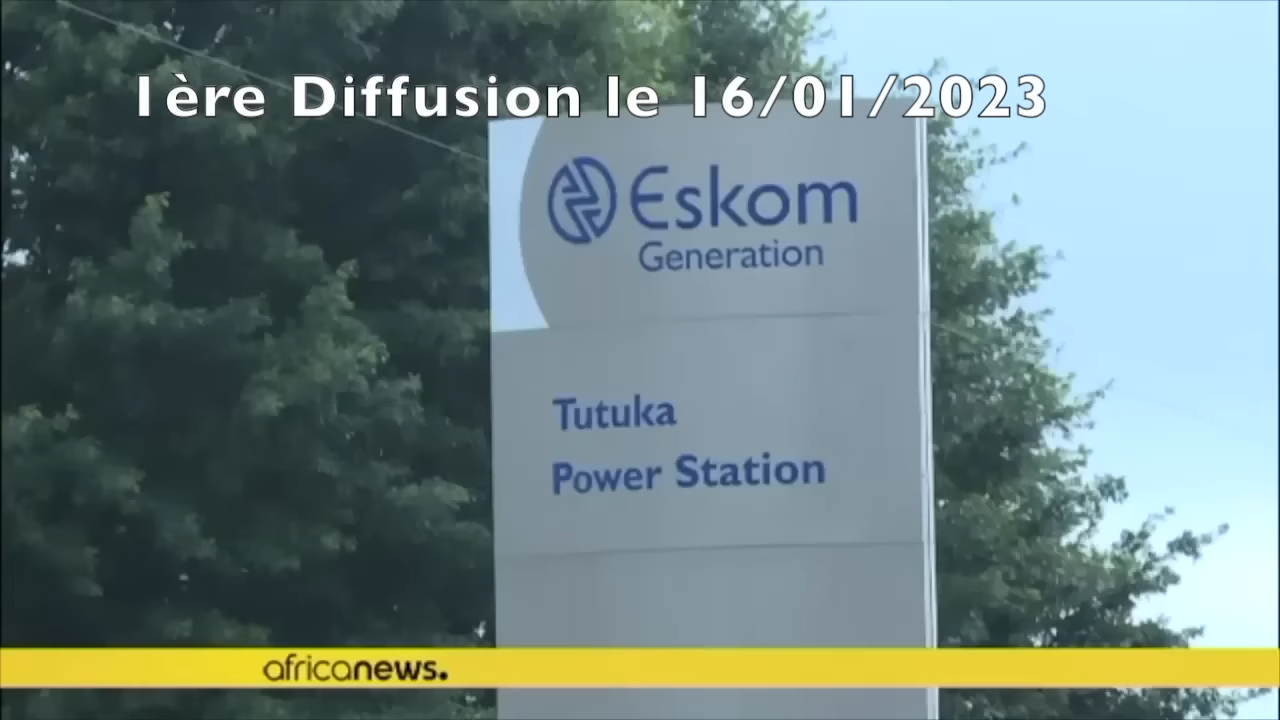 1ère Diffusion le 16/01/2023
Eskom
Generation
Tutuka
Power Station
africanews.